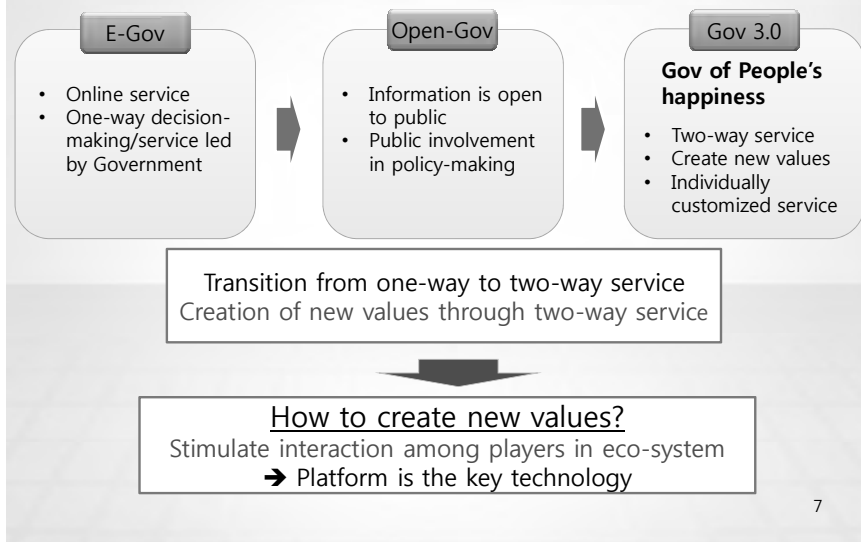 E-Gov
• Online service
• One-way decision-
making/service led
by Government
Open-Gov
• Information is open
to public
• Public involvement
in policy-making
Gov 3.0
Gov of People's
happiness
• Two-way service
• Create new values
• Individually
customized service
Transition from one-way to two-way service
Creation of new values through two-way service
How to create new values?
Stimulate interaction among players in eco-system
➔ Platform is the key technology
7